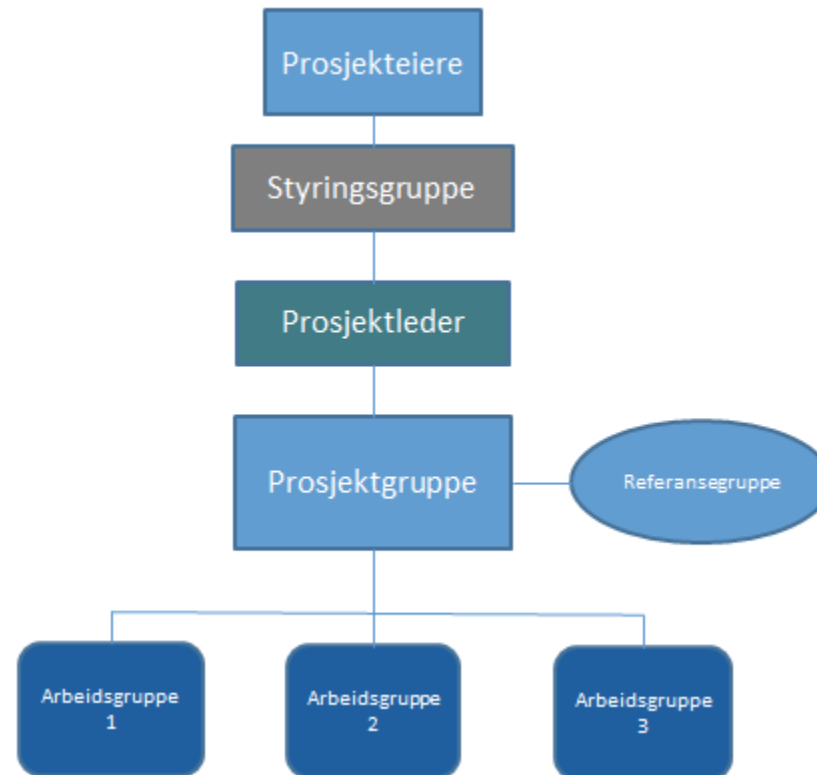 Prosjekteiere
Styringsgruppe
Prosjektleder
Prosjektgruppe
Referansegruppe
Arbeidsgruppe
1
Arbeidsgruppe
2
Arbeidsgruppe
3